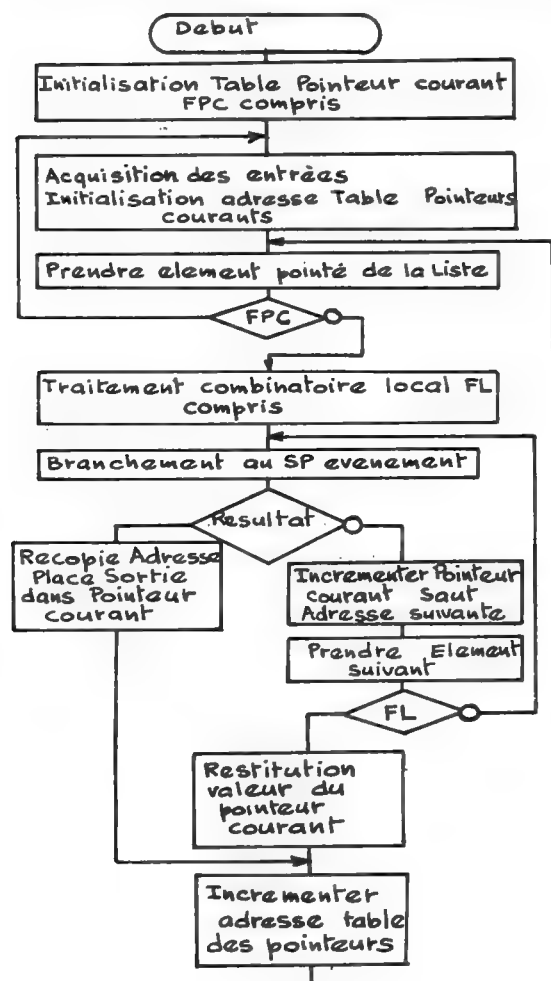 Debut
Initialisation Table Pointeur courant
FPC compris
Acquisition des entrées
Initialisation adresse Table Pointeurs
courants
Prendre element pointé de la Liste
FPC
Traitement combinatoire local FL
compris
Branchement au SP evenement
Resultat
Recopie Adresse
Place Sortie
dans Pointeur
courant
Incrementer Pointeur
courant Saut
Adresse suivante
Prendre Element
suivant
FL
Restitution
valeur du
pointeur
courant
Incrementer
adresse table
des pointeurs